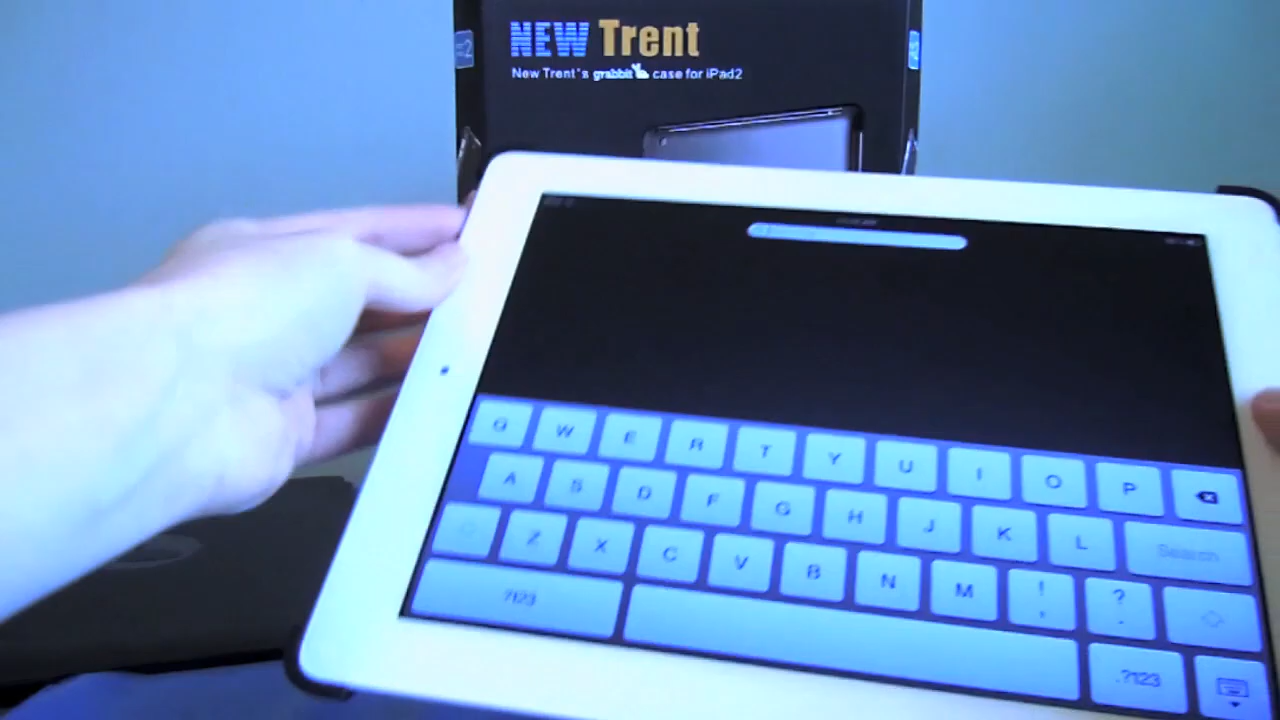 NEW Trent
New Trent's grabbit case for iPad2
Q W E R T Y U I O P
A S D F G H J K L Search
Z X C V B N M ! , ? .
?123 .?123